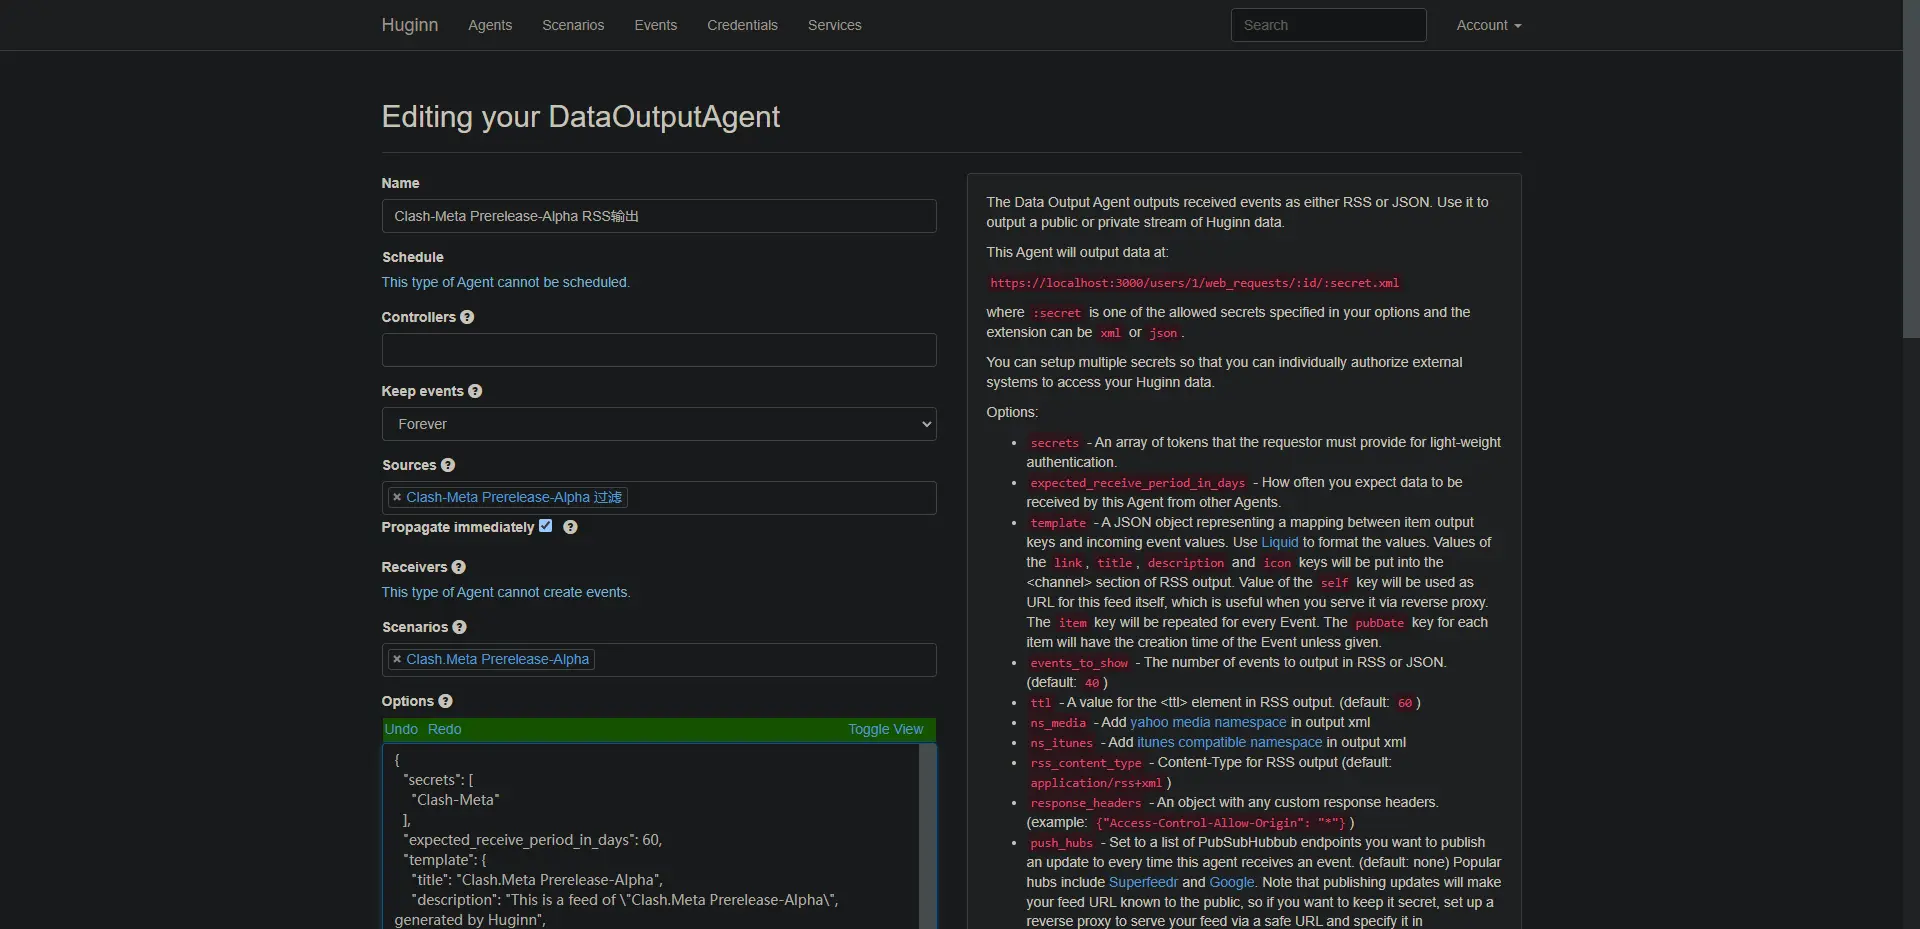 Huginn Agents Scenarios Events Credentials Services Search Account
Editing your DataOutputAgent
Name
Clash-Meta Prerelease-Alpha RSS输出
Schedule
This type of Agent cannot be scheduled.
Controllers ?
Keep events ?
Forever
Sources ?
× Clash-Meta Prerelease-Alpha 过滤
Propagate immediately ?
Receivers ?
This type of Agent cannot create events.
Scenarios ?
× Clash.Meta Prerelease-Alpha
Options ?
Undo Redo Toggle View
{
"secrets": [
"Clash-Meta"
],
"expected_receive_period_in_days": 60,
"template": {
"title": "Clash.Meta Prerelease-Alpha",
"description": "This is a feed of \"Clash.Meta Prerelease-Alpha\",
generated by Huginn",
The Data Output Agent outputs received events as either RSS or JSON. Use it to
output a public or private stream of Huginn data.
This Agent will output data at:
https://localhost:3000/users/1/web_requests/:id/:secret.xml
where :secret is one of the allowed secrets specified in your options and the
extension can be xml or json.
You can setup multiple secrets so that you can individually authorize external
systems to access your Huginn data.
Options:
• secrets - An array of tokens that the requestor must provide for light-weight
authentication.
• expected_receive_period_in_days - How often you expect data to be
received by this Agent from other Agents.
• template - A JSON object representing a mapping between item output
keys and incoming event values. Use Liquid to format the values. Values of
the link, title, description and icon keys will be put into the
<channel> section of RSS output. Value of the self key will be used as
URL for this feed itself, which is useful when you serve it via reverse proxy.
The item key will be repeated for every Event. The pubDate key for each
item will have the creation time of the Event unless given.
• events_to_show - The number of events to output in RSS or JSON.
(default: 40)
• ttl - A value for the <ttl> element in RSS output. (default: 60)
• ns_media - Add yahoo media namespace in output xml
• ns_itunes - Add itunes compatible namespace in output xml
• rss_content_type - Content-Type for RSS output (default:
application/rss+xml)
• response_headers - An object with any custom response headers.
(example: {"Access-Control-Allow-Origin": "*"})
• push_hubs - Set to a list of PubSubHubbub endpoints you want to publish
an update to every time this agent receives an event. (default: none) Popular
hubs include Superfeedr and Google. Note that publishing updates will make
your feed URL known to the public, so if you want to keep it secret, set up a
reverse proxy to serve your feed via a safe URL and specify it in